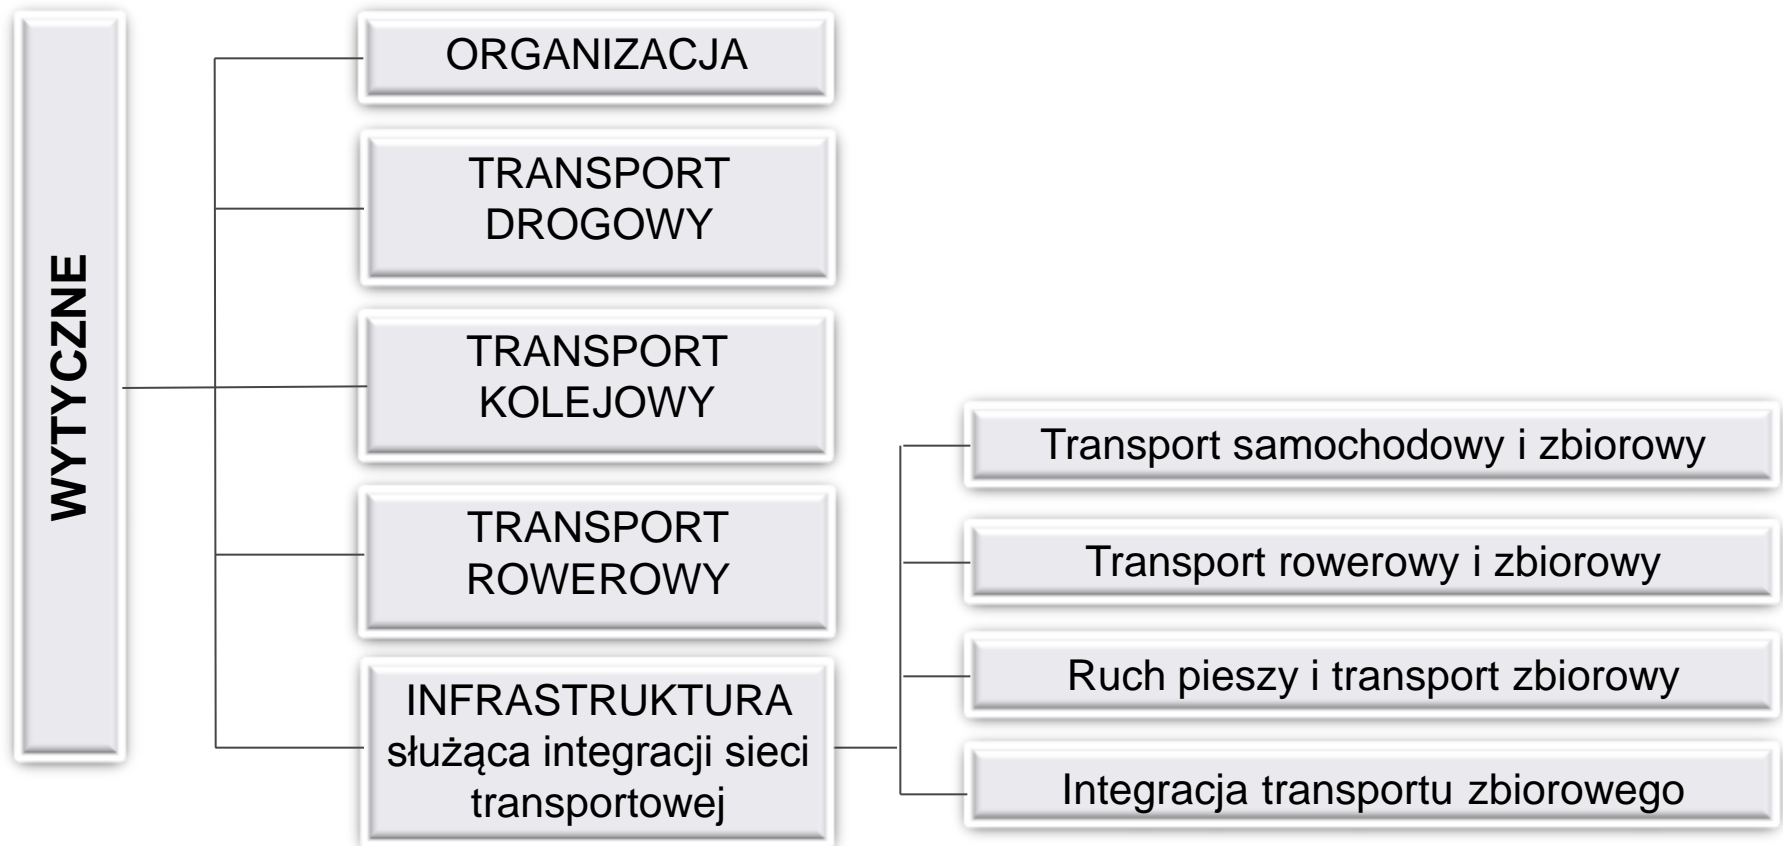 WYTYCZNE
ORGANIZACJA
TRANSPORT
DROGOWY
TRANSPORT
KOLEJOWY
TRANSPORT
ROWEROWY
INFRASTRUKTURA
służąca integracji sieci
transportowej
Transport samochodowy i zbiorowy
Transport rowerowy i zbiorowy
Ruch pieszy i transport zbiorowy
Integracja transportu zbiorowego